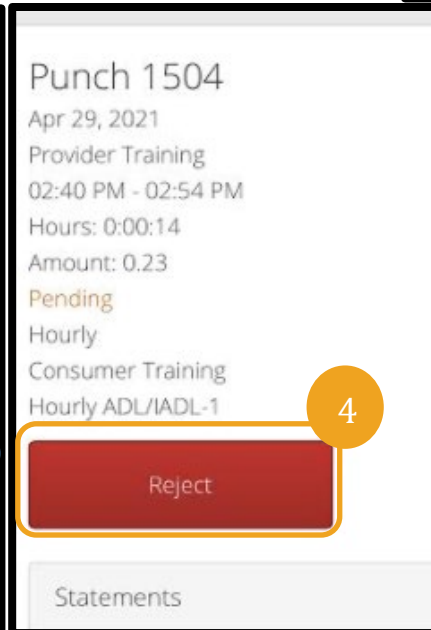 Punch 1504
Apr 29, 2021
Provider Training
02:40 PM - 02:54 PM
Hours: 0:00:14
Amount: 0.23
Pending
Hourly
Consumer Training
Hourly ADL/IADL-1
4
Reject
Statements